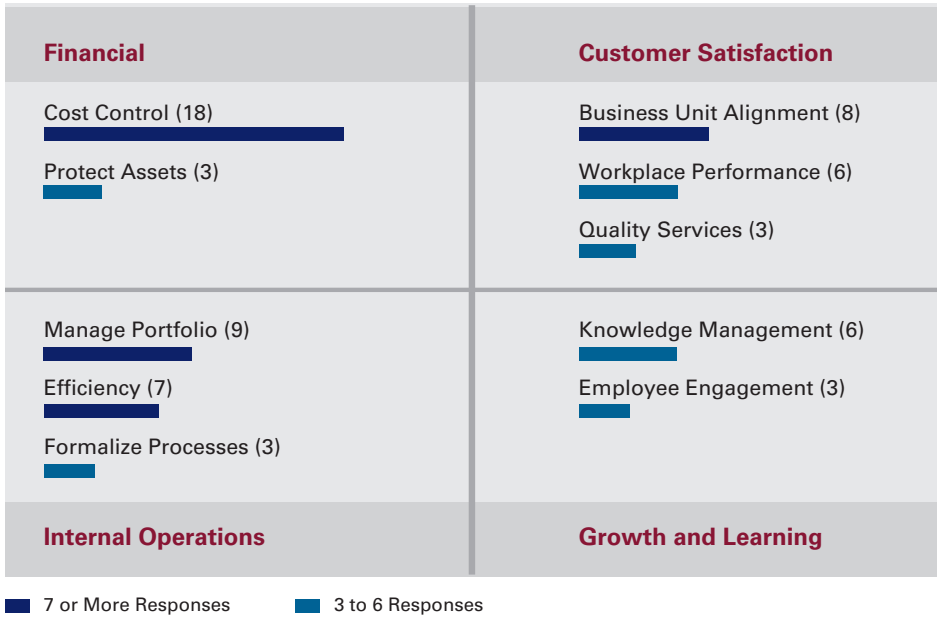 Financial
Cost Control (18)
Protect Assets (3)
Customer Satisfaction
Business Unit Alignment (8)
Workplace Performance (6)
Quality Services (3)
Manage Portfolio (9)
Efficiency (7)
Formalize Processes (3)
Internal Operations
Knowledge Management (6)
Employee Engagement (3)
Growth and Learning
7 or More Responses
3 to 6 Responses